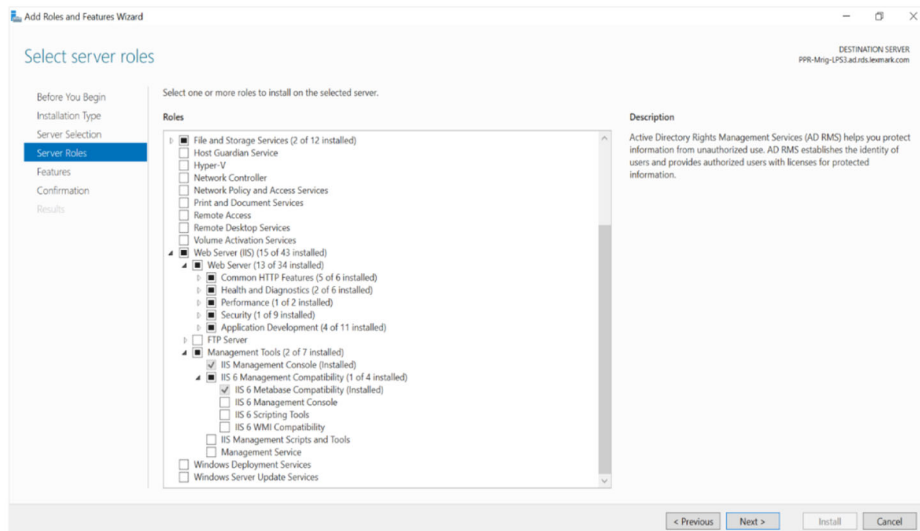 Add Roles and Features Wizard
Select server roles
DESTINATION SERVER
PPR-Mrig-LPS3.ad.rds.lexmark.com
Before You Begin
Installation Type
Server Selection
Server Roles
Features
Confirmation
Results
Select one or more roles to install on the selected server.
Roles
File and Storage Services (2 of 12 installed)
Host Guardian Service
Hyper-V
Network Controller
Network Policy and Access Services
Print and Document Services
Remote Access
Remote Desktop Services
Volume Activation Services
Web Server (IIS) (15 of 43 installed)
Web Server (13 of 34 installed)
Common HTTP Features (5 of 6 installed)
Health and Diagnostics (2 of 6 installed)
Performance (1 of 2 installed)
Security (1 of 9 installed)
Application Development (4 of 11 installed)
FTP Server
Management Tools (2 of 7 installed)
IIS Management Console (Installed)
IIS 6 Management Compatibility (1 of 4 installed)
IIS 6 Metabase Compatibility (Installed)
IIS 6 Management Console
IIS 6 Scripting Tools
IIS 6 WMI Compatibility
IIS Management Scripts and Tools
Management Service
Windows Deployment Services
Windows Server Update Services
Description
Active Directory Rights Management Services (AD RMS) helps you protect
information from unauthorized use. AD RMS establishes the identity of
users and provides authorized users with licenses for protected
information.
< Previous
Next >
Install
Cancel